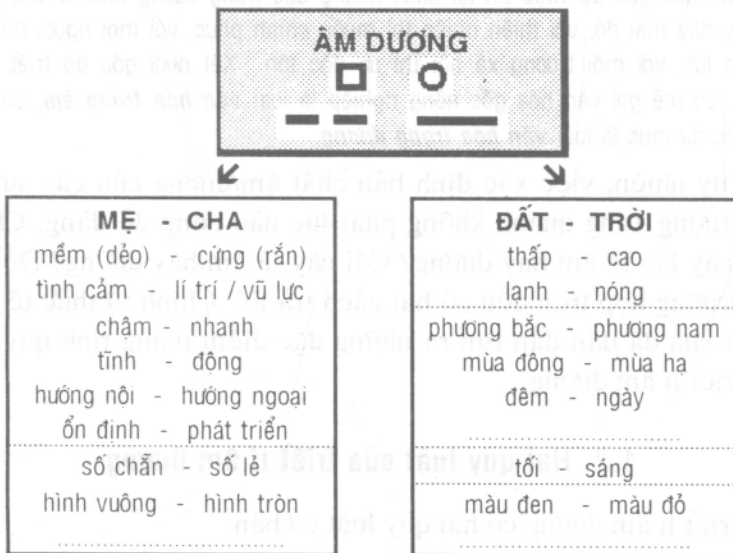 ÂM DƯƠNG
MẸ - CHA
mềm (dẻo) - cứng (rắn)
tình cảm - lí trí / vũ lực
chậm - nhanh
tĩnh - động
hướng nội - hướng ngoại
ổn định - phát triển
số chẵn - số lẻ
hình vuông - hình tròn
ĐẤT - TRỜI
thấp - cao
lạnh - nóng
phương bắc - phương nam
mùa đông - mùa hạ
đêm - ngày
tối - sáng
màu đen - màu đỏ